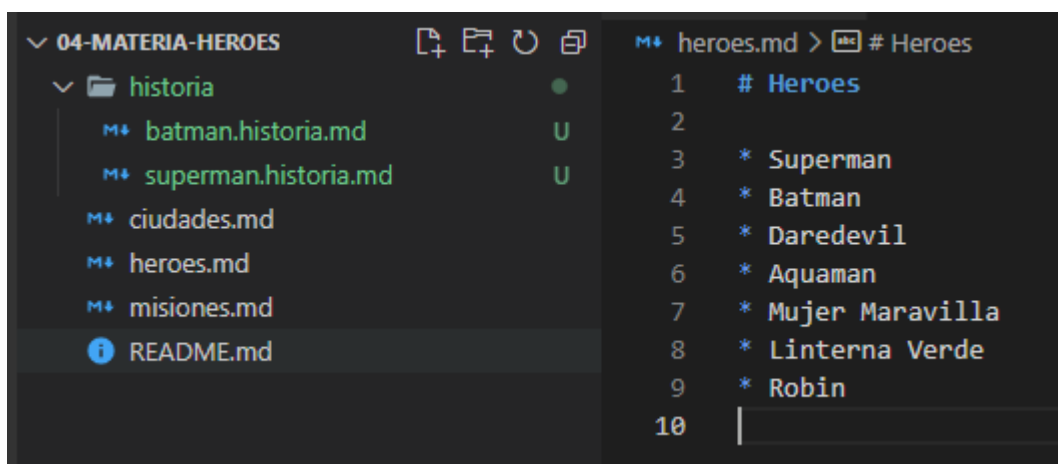 04-MATERIA-HEROES
historia
batman.historia.md U
superman.historia.md U
ciudades.md
heroes.md
misiones.md
README.md
heroes.md > abc # Heroes
1 # Heroes
2
3 * Superman
4 * Batman
5 * Daredevil
6 * Aquaman
7 * Mujer Maravilla
8 * Linterna Verde
9 * Robin
10